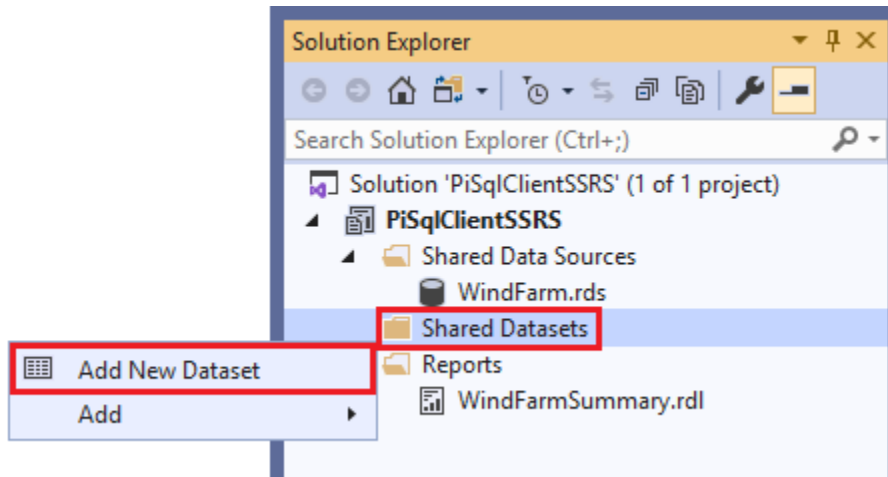 Solution Explorer
Search Solution Explorer (Ctrl+;)
Solution 'PiSqlClientSSRS' (1 of 1 project)
PiSqlClientSSRS
Shared Data Sources
WindFarm.rds
Shared Datasets
Add New Dataset
Reports
Add
WindFarmSummary.rdl